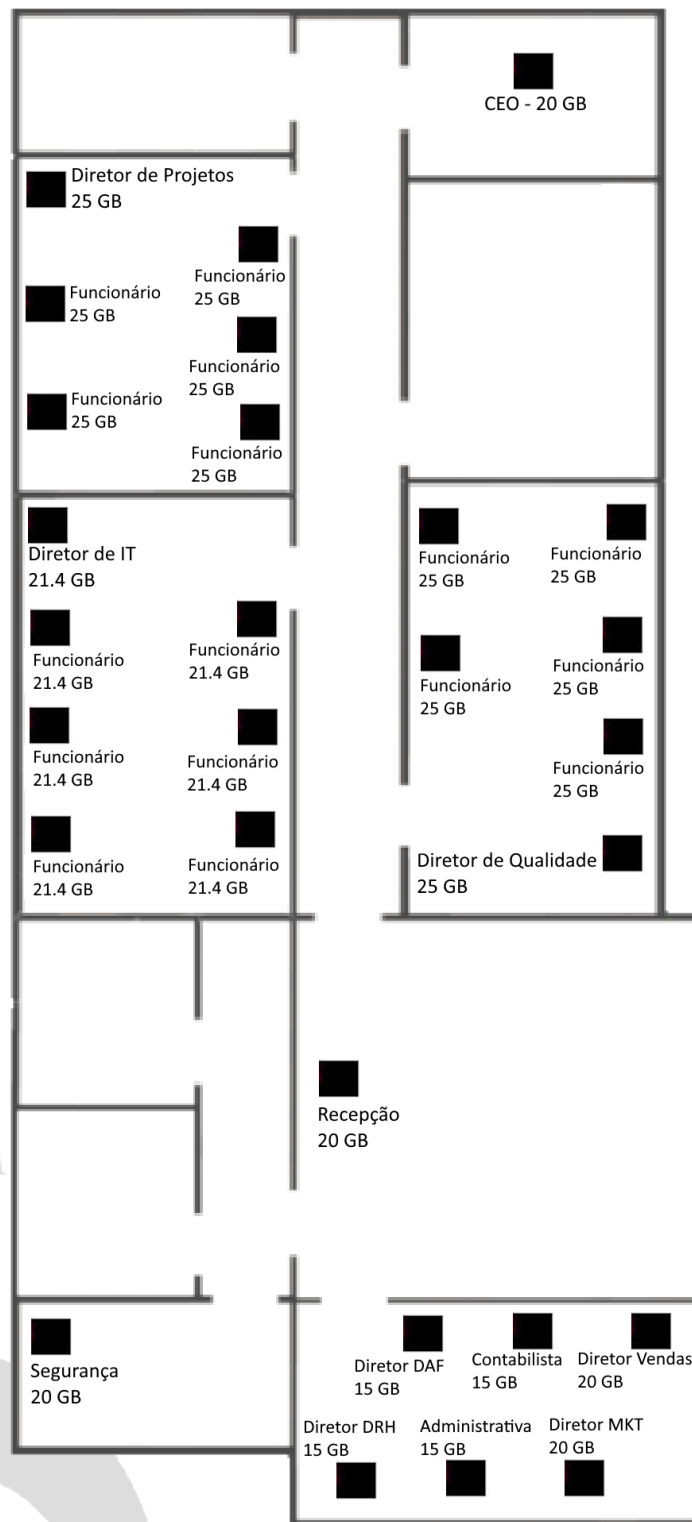 CEO - 20 GB
Diretor de Projetos
25 GB
Funcionário
25 GB
Funcionário
25 GB
Funcionário
25 GB
Funcionário
25 GB
Funcionário
25 GB
Diretor de IT
21.4 GB
Funcionário
21.4 GB
Funcionário
21.4 GB
Funcionário
21.4 GB
Funcionário
21.4 GB
Funcionário
21.4 GB
Funcionário
21.4 GB
Funcionário
25 GB
Funcionário
25 GB
Funcionário
25 GB
Funcionário
25 GB
Funcionário
25 GB
Diretor de Qualidade
25 GB
Recepção
20 GB
Segurança
20 GB
Diretor DAF
15 GB
Contabilista
15 GB
Diretor Vendas
20 GB
Diretor DRH
15 GB
Administrativa
15 GB
Diretor MKT
20 GB